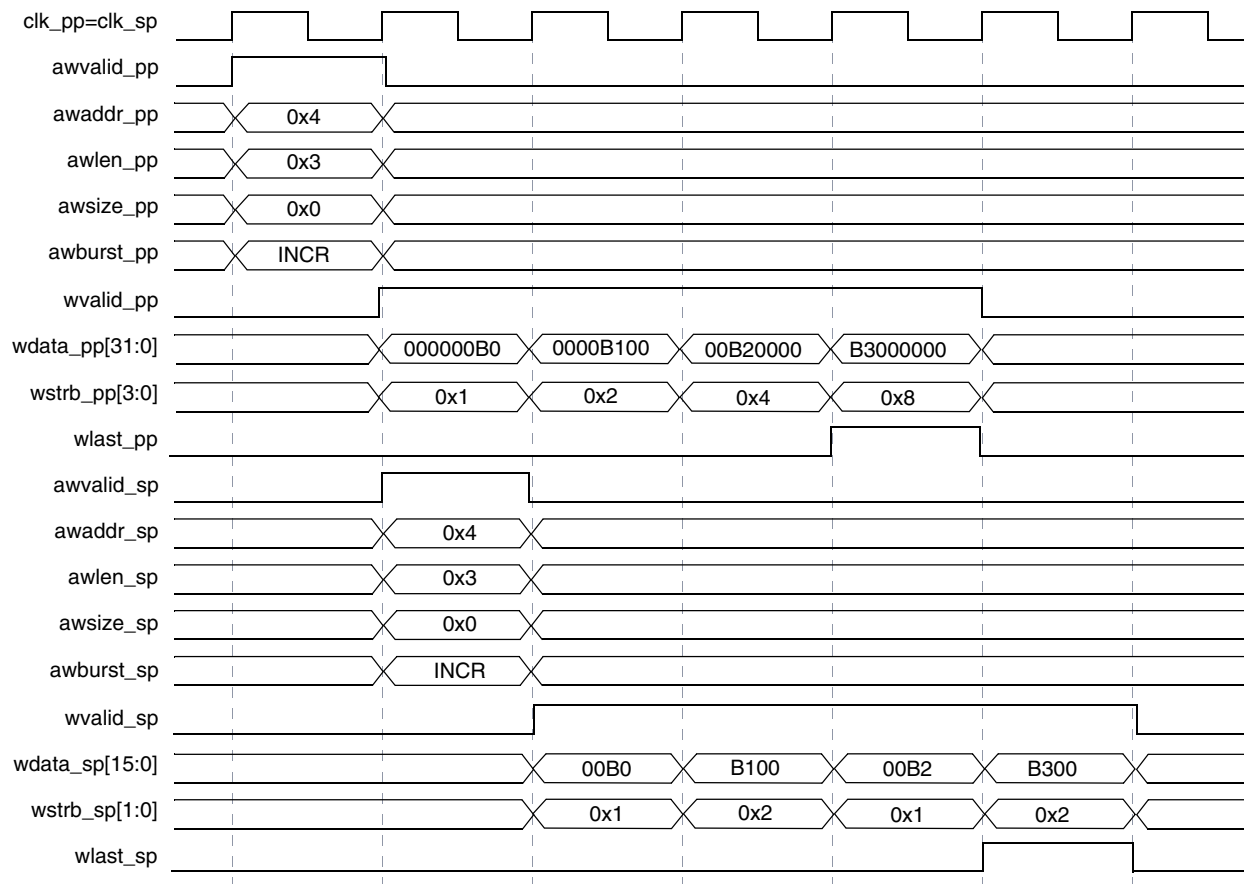 clk_pp=clk_sp
awvalid_pp
awaddr_pp 0x4
awlen_pp 0x3
awsize_pp 0x0
awburst_pp INCR
wvalid_pp
wdata_pp[31:0] 000000B0 0000B100 00B20000 B3000000
wstrb_pp[3:0] 0x1 0x2 0x4 0x8
wlast_pp
awvalid_sp
awaddr_sp 0x4
awlen_sp 0x3
awsize_sp 0x0
awburst_sp INCR
wvalid_sp
wdata_sp[15:0] 00B0 B100 00B2 B300
wstrb_sp[1:0] 0x1 0x2 0x1 0x2
wlast_sp